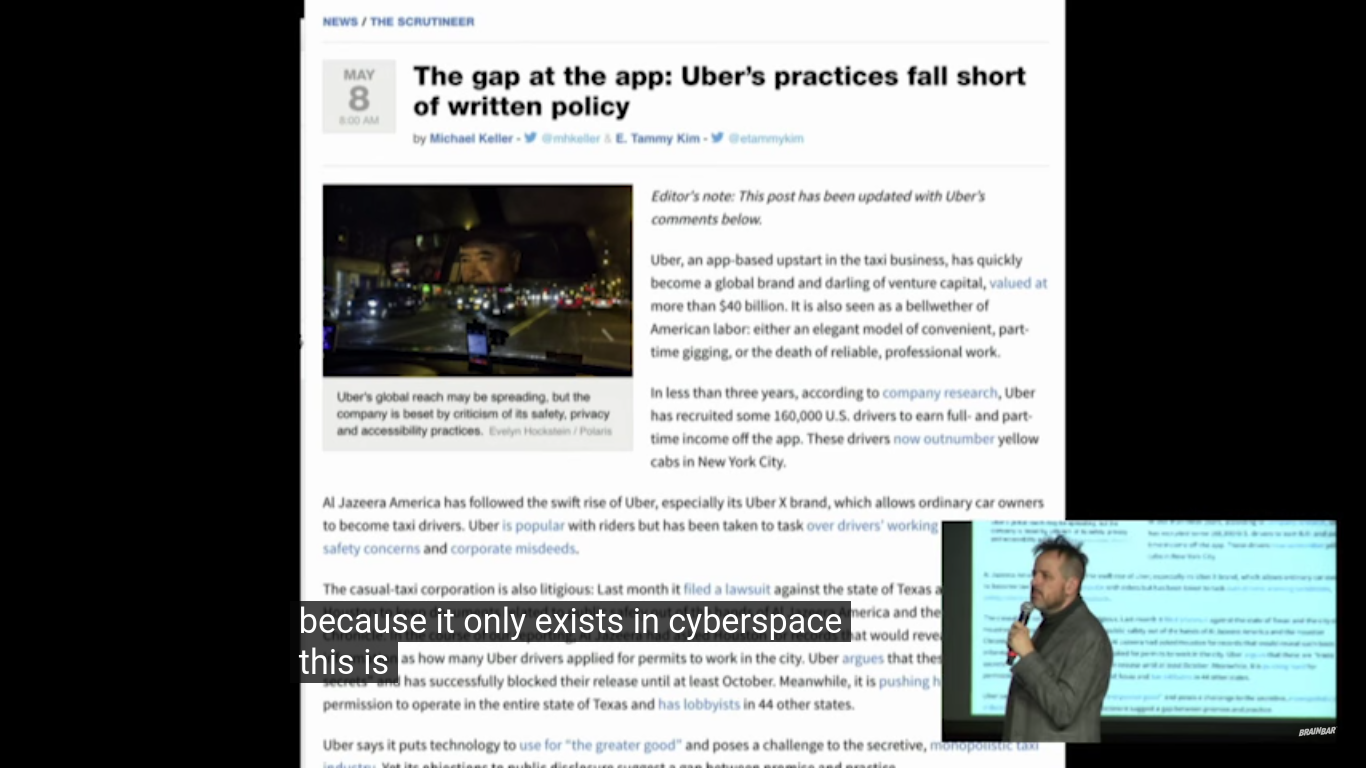 NEWS / THE SCRUTINEER
MAY
8
8:00 AM
The gap at the app: Uber's practices fall short
of written policy
by Michael Keller - @mhkeller & E. Tammy Kim - @etammykim
Editor's note: This post has been updated with Uber's
comments below.
Uber, an app-based upstart in the taxi business, has quickly
become a global brand and darling of venture capital, valued at
more than $40 billion. It is also seen as a bellwether of
American labor: either an elegant model of convenient, part-
time gigging, or the death of reliable, professional work.
Uber's global reach may be spreading, but the
company is beset by criticism of its safety, privacy
and accessibility practices. Evelyn Hockstein / Polaris
In less than three years, according to company research, Uber
has recruited some 160,000 U.S. drivers to earn full- and part-
time income off the app. These drivers now outnumber yellow
cabs in New York City.
Al Jazeera America has followed the swift rise of Uber, especially its Uber X brand, which allows ordinary car owners
to become taxi drivers. Uber is popular with riders but has been taken to task over drivers' working
safety concerns and corporate misdeeds.
The casual-taxi corporation is also litigious: Last month it filed a lawsuit against the state of Texas a
America and the
that would reve
as how many Uber drivers applied for permits to work in the city. Uber argues that thes
secrets" and has successfully blocked their release until at least October. Meanwhile, it is pushing h
permission to operate in the entire state of Texas and has lobbyists in 44 other states.
Uber says it puts technology to use for "the greater good" and poses a challenge to the secretive, monopolistic taxi
industry. Yet its objections to public disclosure suggest a gap between promise and practice.
because it only exists in cyberspace
this is
BRAINBAR